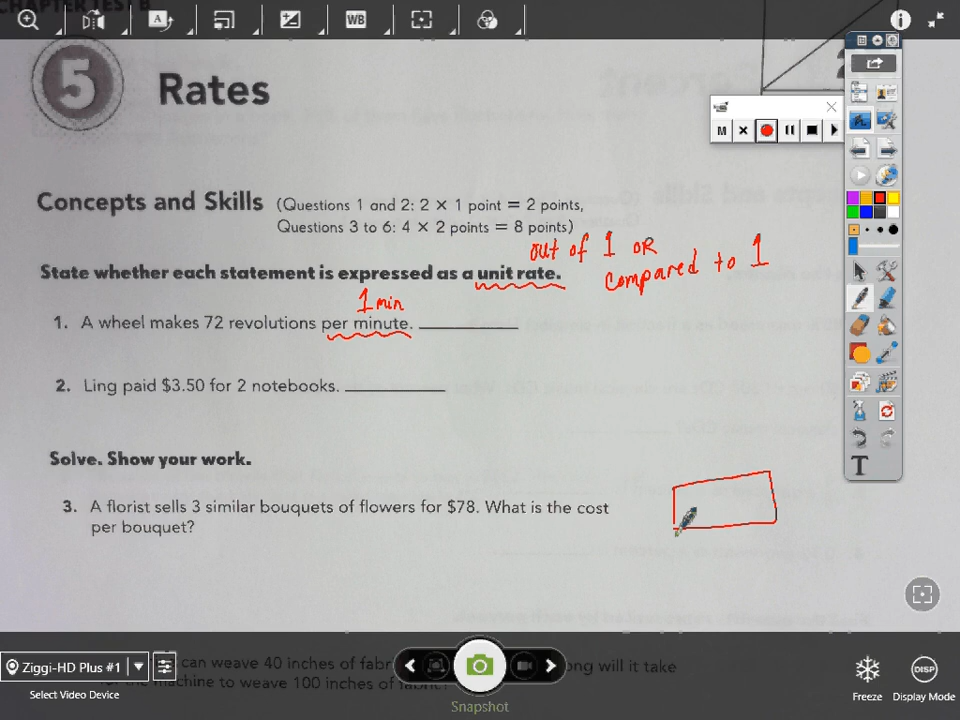 CHAPTER TEST B
WB
5 Rates
M
Concepts and Skills (Questions 1 and 2: 2 × 1 point = 2 points,
Questions 3 to 6: 4 × 2 points = 8 points)
out of 1 OR
compared to 1
State whether each statement is expressed as a unit rate.
1 min
1. A wheel makes 72 revolutions per minute.
2. Ling paid $3.50 for 2 notebooks.
Solve. Show your work.
3. A florist sells 3 similar bouquets of flowers for $78. What is the cost
per bouquet?
T
can weave 40 inches of
will it take
machine to weave 100 inches of
Ziggi-HD Plus #1
Select Video Device
Snapshot
Freeze
DISP
Display Mode